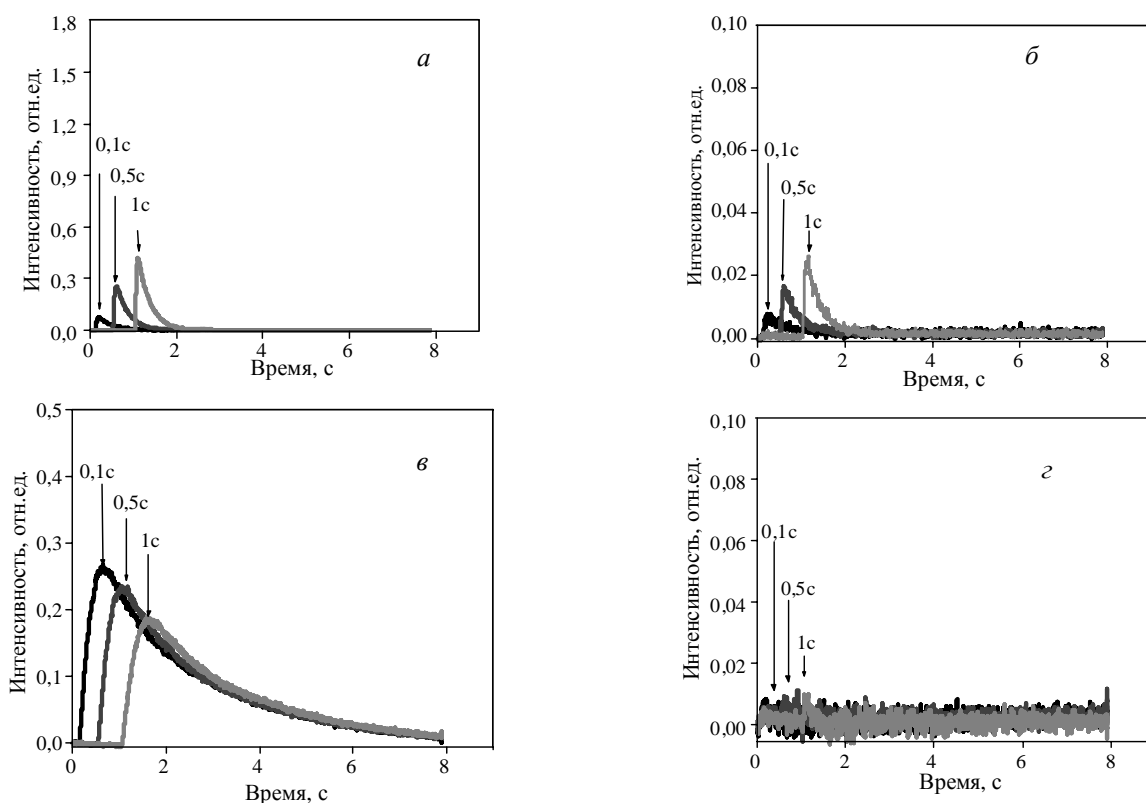 1,8
1,5
1,2
0,9
0,6
0,3
0,0
Интенсивность, отн.ед.
а
0,1с
0,5с
1с
0 2 4 6 8
Время, с
0,10
0,08
0,06
0,04
0,02
0,00
Интенсивность, отн.ед.
б
0,1с
0,5с
1с
0 2 4 6 8
Время, с
0,5
0,4
0,3
0,2
0,1
0,0
Интенсивность, отн.ед.
в
0,1с
0,5с
1с
0 2 4 6 8
Время, с
0,10
0,08
0,06
0,04
0,02
0,00
Интенсивность, отн.ед.
г
0,1с
0,5с
1с
0 2 4 6 8
Время, с